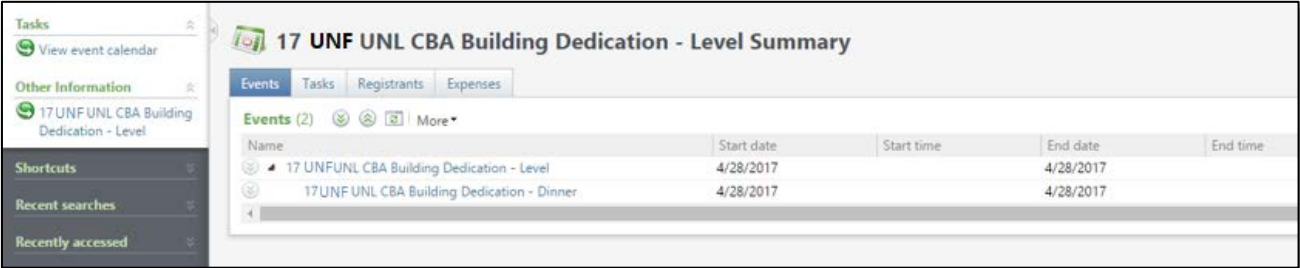 Tasks
View event calendar
Other Information
17 UNF UNL CBA Building
Dedication - Level
Shortcuts
Recent searches
Recently accessed
17 UNF UNL CBA Building Dedication - Level Summary
Events Tasks Registrants Expenses
Events (2) More
Name Start date Start time End date End time
17 UNFUNL CBA Building Dedication - Level 4/28/2017 4/28/2017
17UNF UNL CBA Building Dedication - Dinner 4/28/2017 4/28/2017